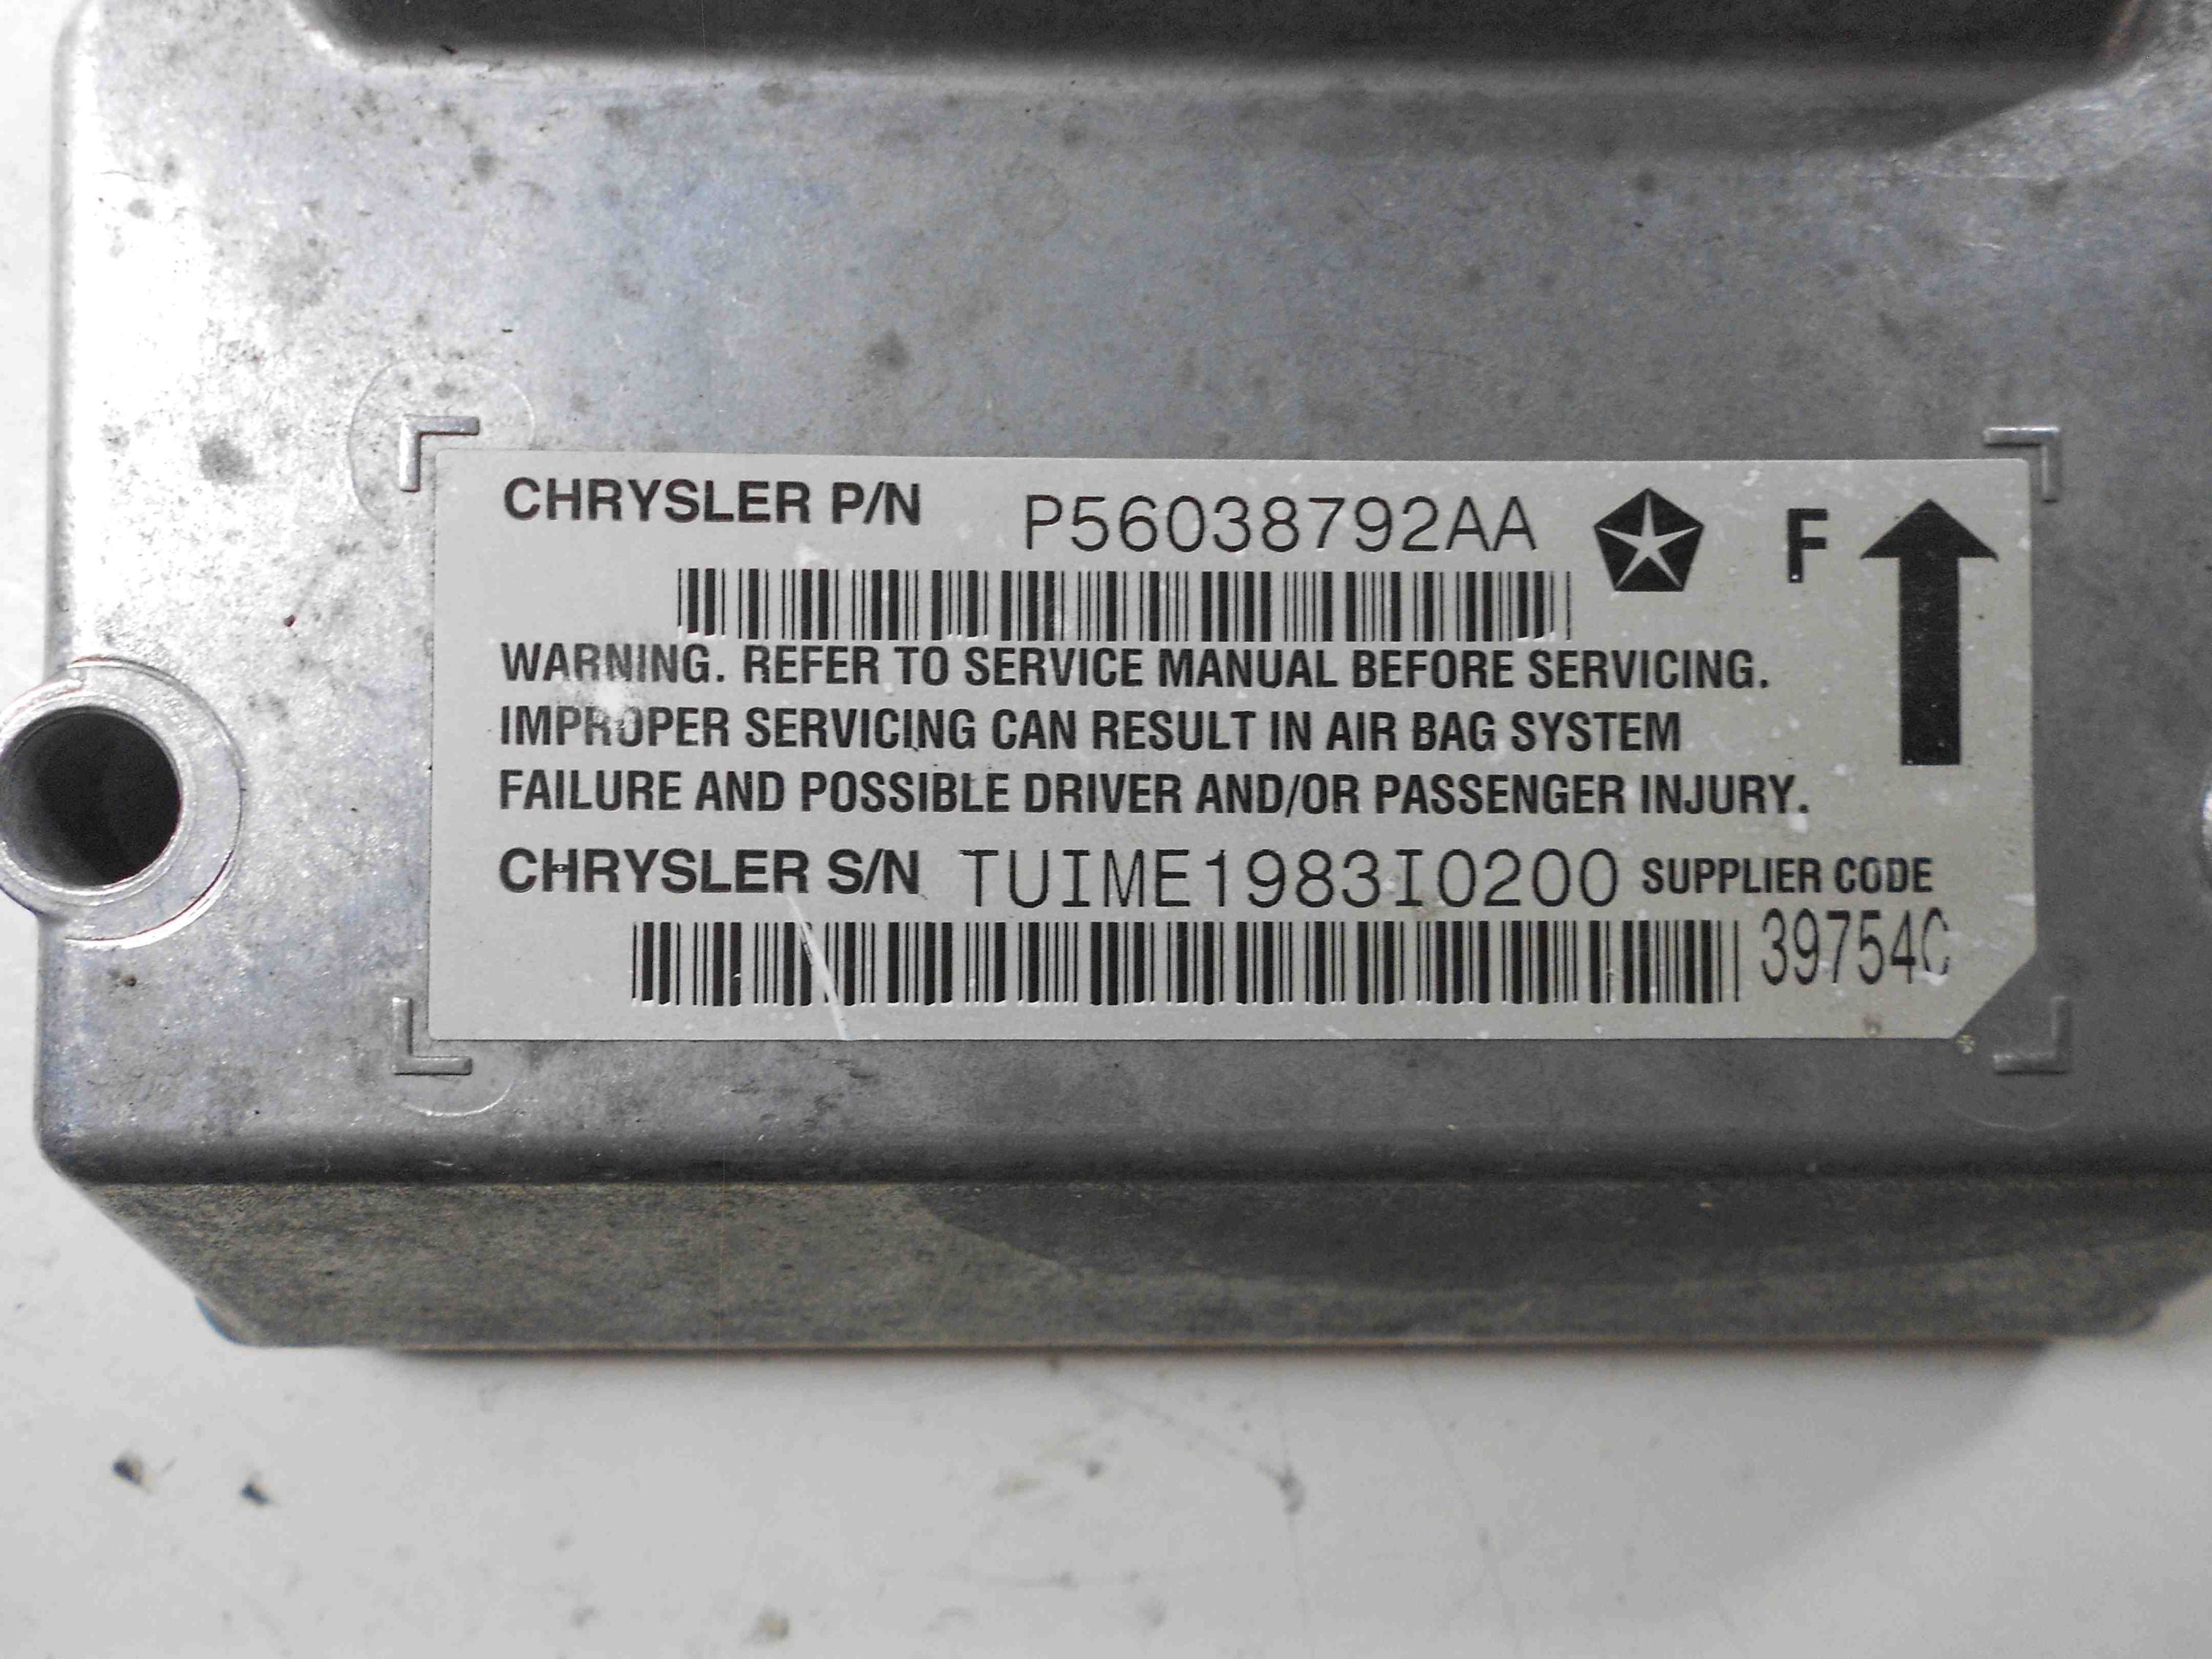 CHRYSLER P/N P56038792AA F
WARNING. REFER TO SERVICE MANUAL BEFORE SERVICING.
IMPROPER SERVICING CAN RESULT IN AIR BAG SYSTEM
FAILURE AND POSSIBLE DRIVER AND/OR PASSENGER INJURY.
CHRYSLER S/N TUIME1983I0200 SUPPLIER CODE
39754C